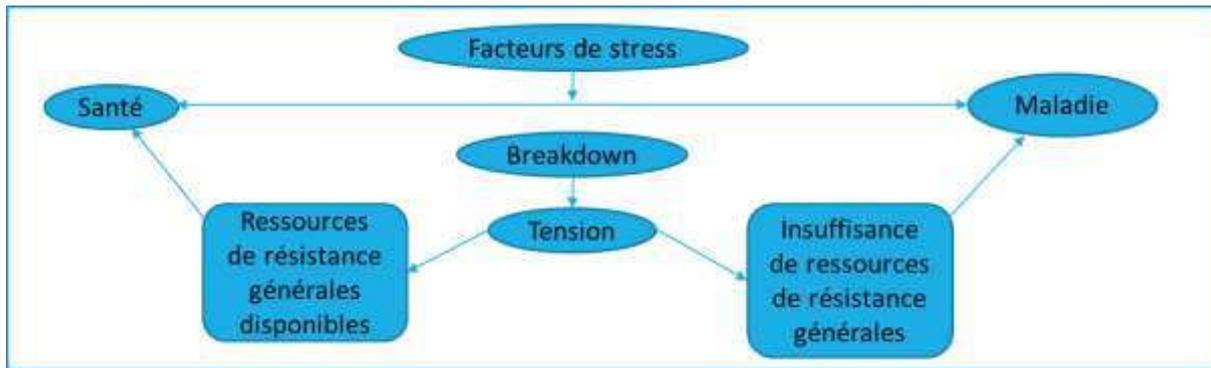 Facteurs de stress
Santé
Maladie
Breakdown
Tension
Ressources
de résistance
générales
disponibles
Insuffisance
de ressources
de résistance
générales